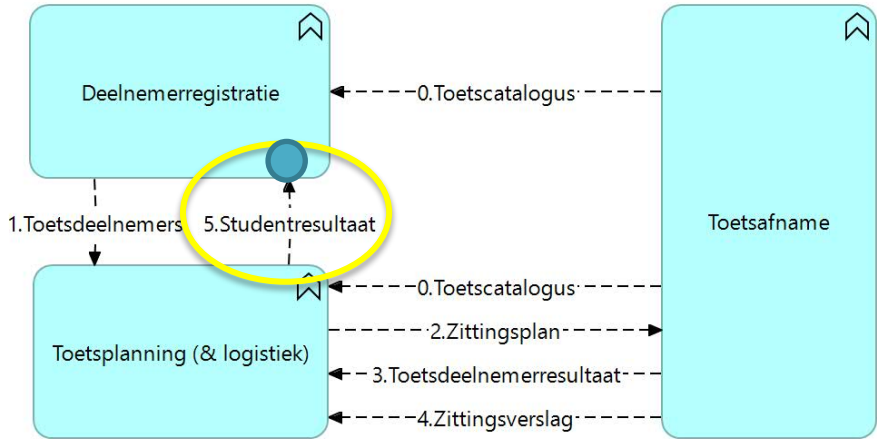 Deelnemerregistratie
0.Toetscatalogus
1.Toetsdeelnemers
5.Studentresultaat
Toetsafname
0.Toetscatalogus
2.Zittingsplan
Toetsplanning (& logistiek)
3.Toetsdeelnemerresultaat
4.Zittingsverslag